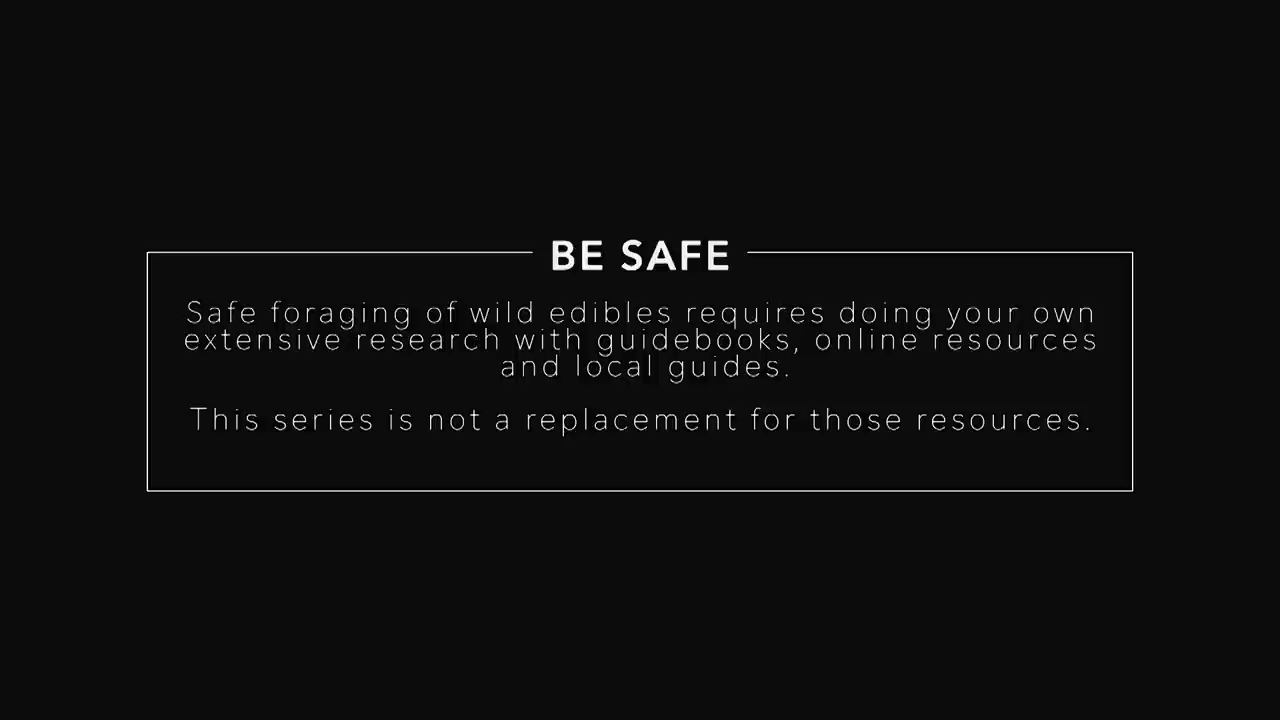 BE SAFE
Safe foraging of wild edibles requires doing your own
extensive research with guidebooks, online resources
and local guides.
This series is not a replacement for those resources.